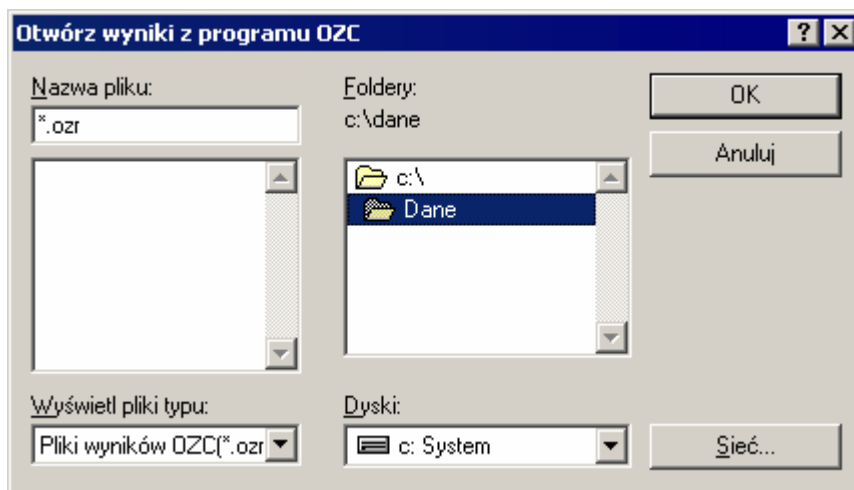 Otwórz wyniki z programu OZC
Nazwa pliku:
*.ozr
Foldery:
c:\dane
c:\
Dane
OK
Anuluj
Wyświetl pliki typu:
Pliki wyników OZC(*.ozr
Dyski:
c: System
Sieć...